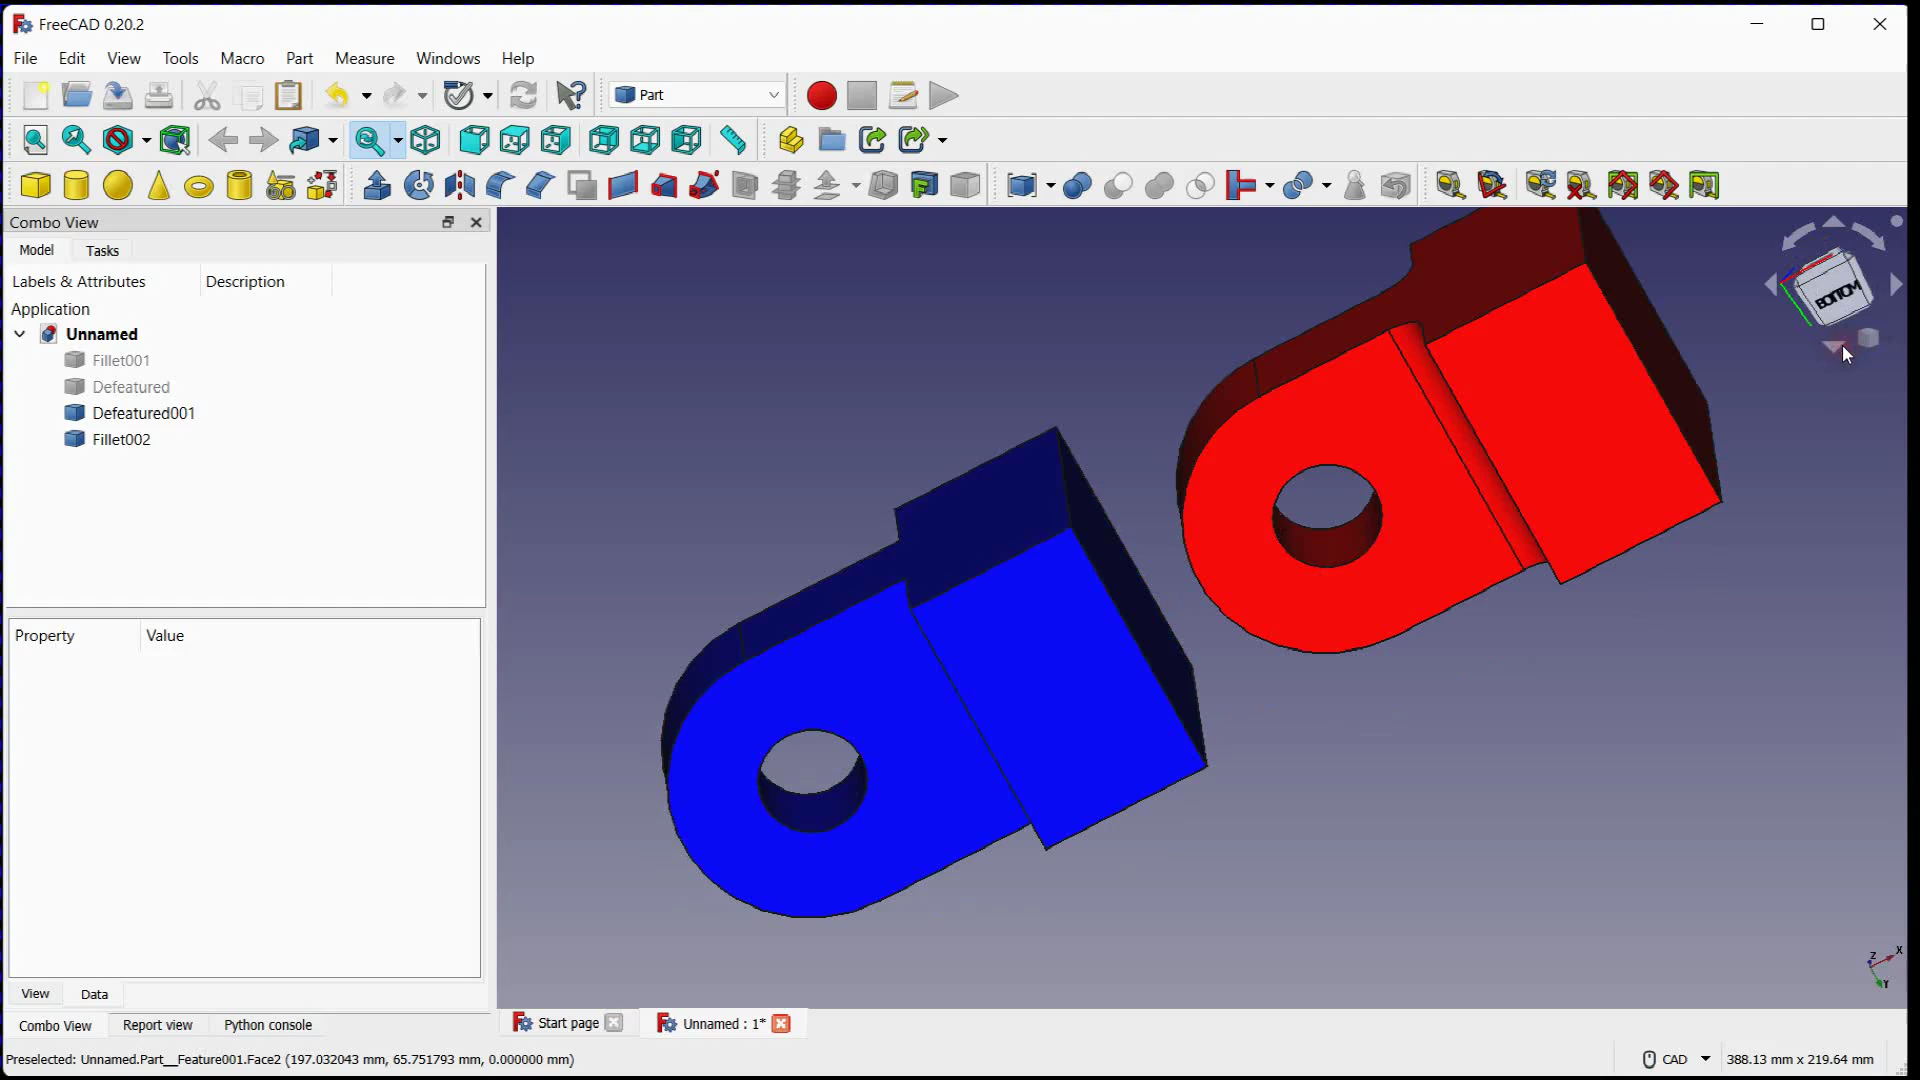 FreeCAD 0.20.2
File Edit View Tools Macro Part Measure Windows Help
Part
Combo View
Model Tasks
Labels & Attributes Description
Application
Unnamed
Fillet001
Defeatured
Defeatured001
Fillet002
BOTTOM
Property Value
Z X
Y
View Data
Combo View Report view Python console
Start page Unnamed : 1*
Preselected: Unnamed.Part__Feature001.Face2 (197.032043 mm, 65.751793 mm, 0.000000 mm)
CAD 388.13 mm x 219.64 mm